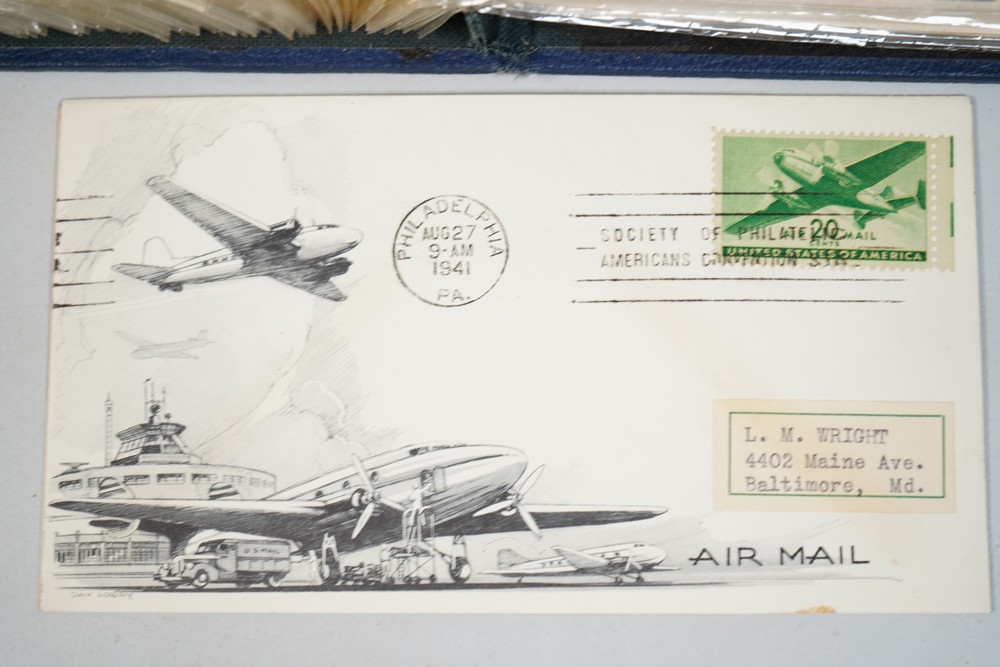 PHILADELPHIA
AUG 27
9-AM
1941
PA.
SOCIETY OF PHILATELIC
AMERICANS CONVENTION
20¢
AIR MAIL
CENTS
UNITED STATES OF AMERICA
L. M. WRIGHT
4402 Maine Ave.
Baltimore, Md.
U S MAIL
AIR MAIL